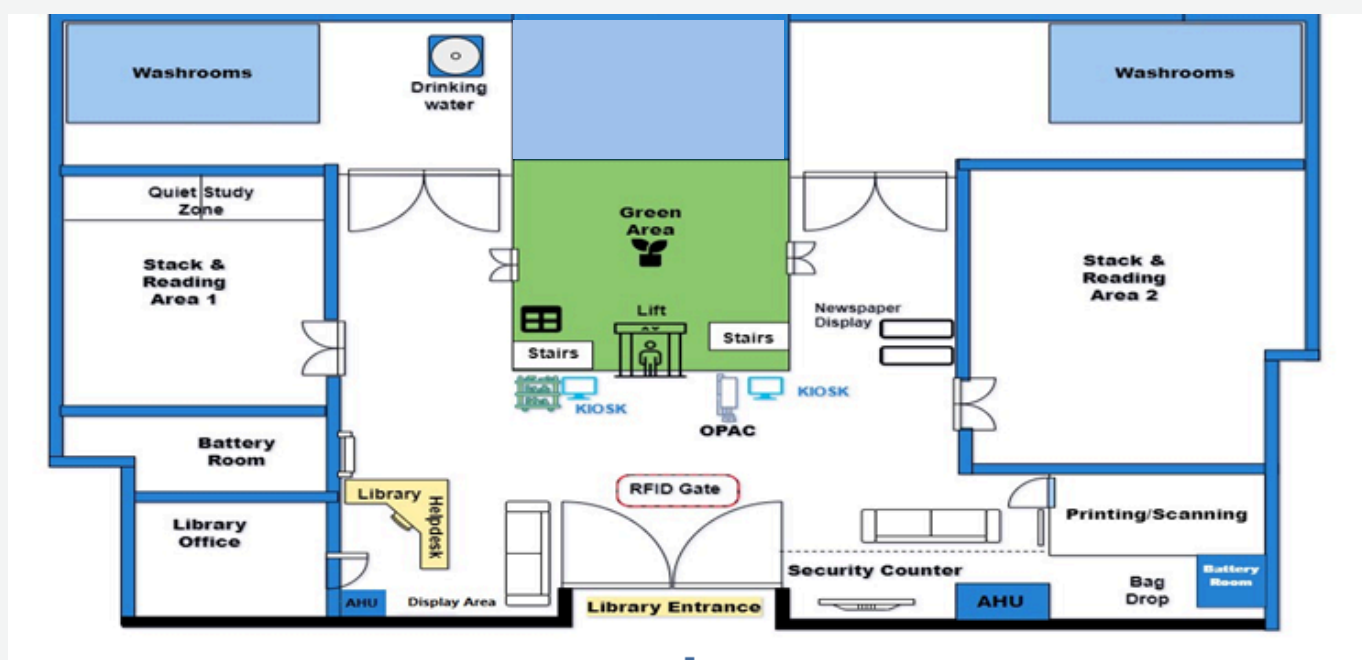 Washrooms
Drinking
water
Washrooms
Quiet Study
Zone
Green
Area
Stack &
Reading
Area 1
Stack &
Reading
Area 2
Lift
Newspaper
Display
Stairs
Stairs
KIOSK
KIOSK
OPAC
Battery
Room
RFID Gate
Library
Helpdesk
Library
Office
Printing/Scanning
Security Counter
Battery
Room
Bag
Drop
AHU
Display Area
Library Entrance
AHU